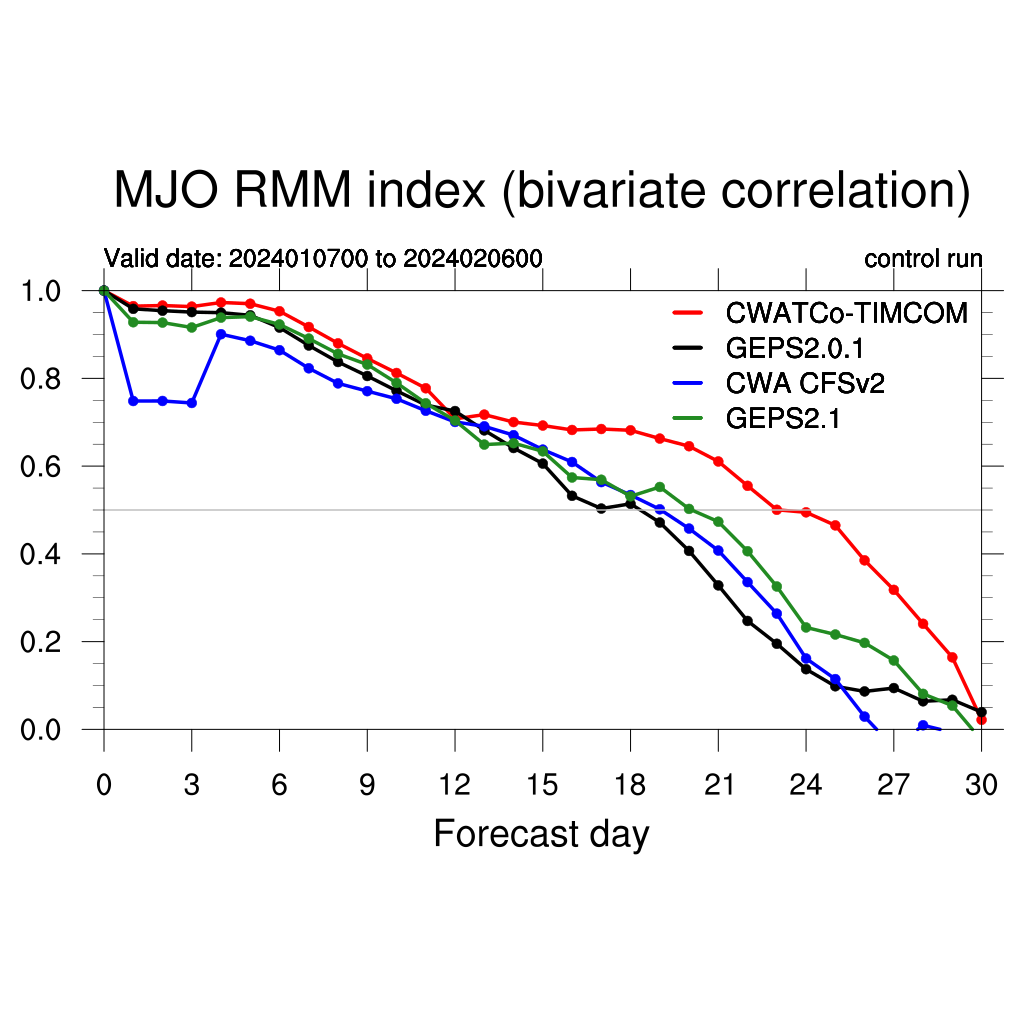 MJO RMM index (bivariate correlation)
Valid date: 2024010700 to 2024020600 control run
1.0
0.8
0.6
0.4
0.2
0.0
CWATCo-TIMCOM
GEPS2.0.1
CWA CFSv2
GEPS2.1
0 3 6 9 12 15 18 21 24 27 30
Forecast day